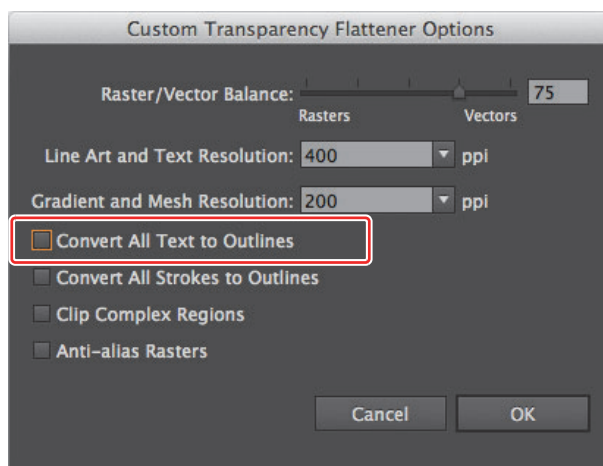 Custom Transparency Flattener Options
Raster/Vector Balance: 75
Rasters Vectors
Line Art and Text Resolution: 400 ppi
Gradient and Mesh Resolution: 200 ppi
Convert All Text to Outlines
Convert All Strokes to Outlines
Clip Complex Regions
Anti-alias Rasters
Cancel OK